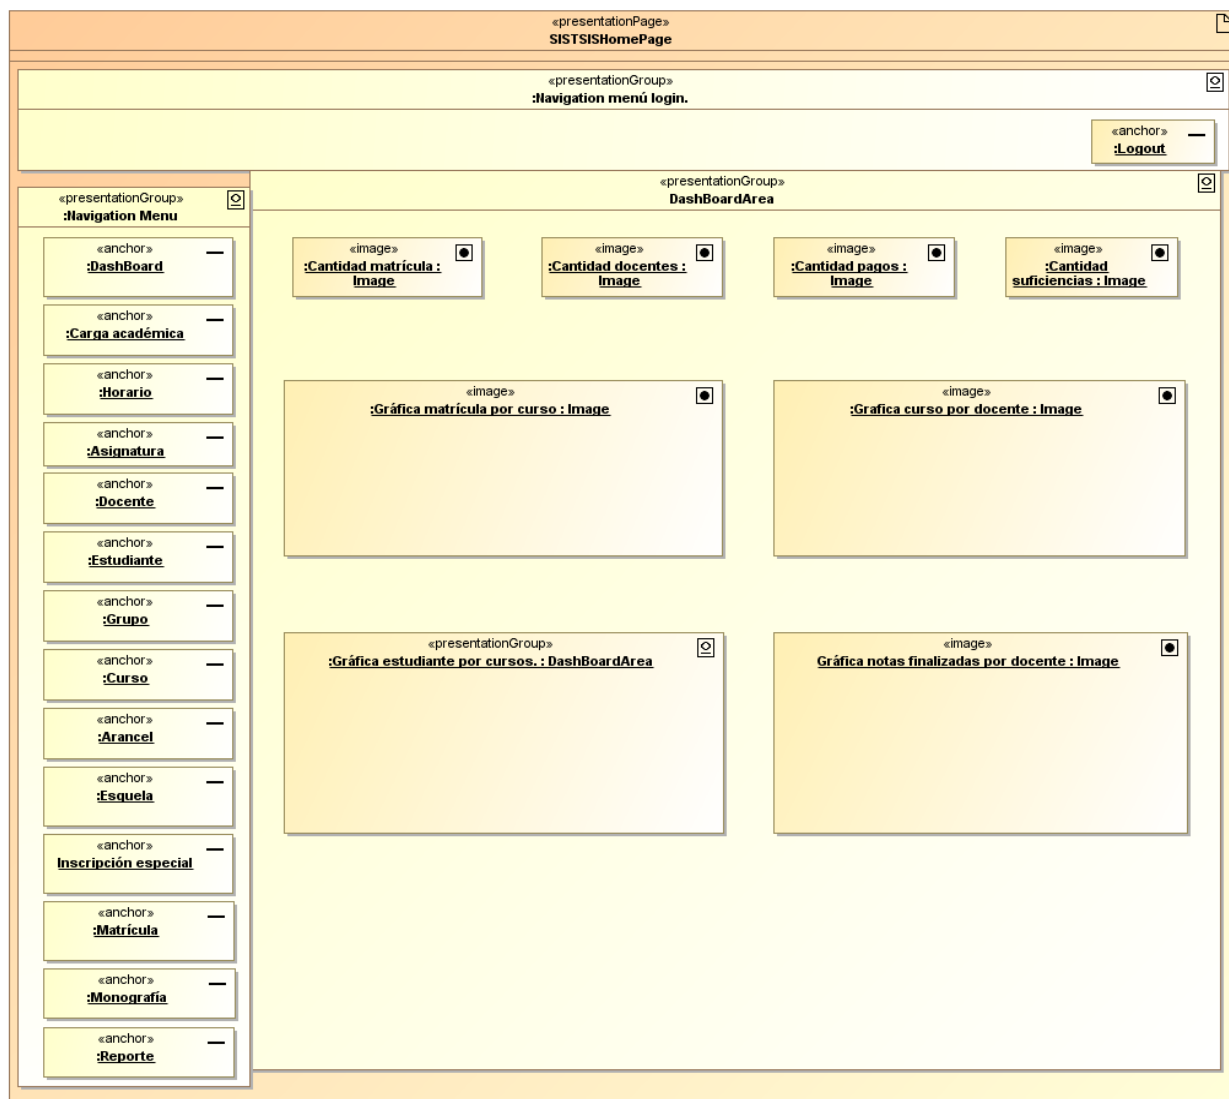 «presentationPage»
SISTSISHomePage
«presentationGroup»
:Navigation menú login.
«anchor»
:Logout
«presentationGroup»
:Navigation Menu
«anchor»
:DashBoard
«anchor»
:Carga académica
«anchor»
:Horario
«anchor»
:Asignatura
«anchor»
:Docente
«anchor»
:Estudiante
«anchor»
:Grupo
«anchor»
:Curso
«anchor»
:Arancel
«anchor»
:Esquela
«anchor»
Inscripción especial
«anchor»
:Matrícula
«anchor»
:Monografía
«anchor»
:Reporte
«presentationGroup»
DashBoardArea
«image»
:Cantidad matrícula :
Image
«image»
:Cantidad docentes :
Image
«image»
:Cantidad pagos :
Image
«image»
:Cantidad
suficiencias : Image
«image»
:Gráfica matrícula por curso : Image
«image»
:Grafica curso por docente : Image
«presentationGroup»
:Gráfica estudiante por cursos. : DashBoardArea
«image»
Gráfica notas finalizadas por docente : Image